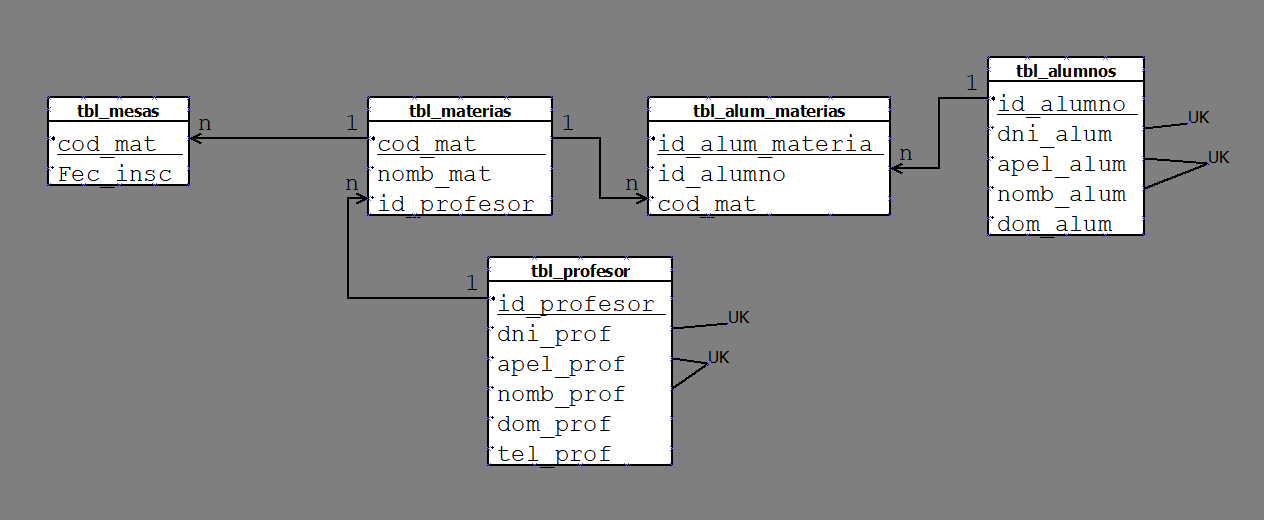 tbl_mesas
cod_mat
Fec_insc
n
1
tbl_materias
cod_mat
nomb_mat
id_profesor
n
1
n
tbl_alum_materias
id_alum_materia
id_alumno
cod_mat
n
1
tbl_alumnos
id_alumno
dni_alum
apel_alum
nomb_alum
dom_alum
UK
UK
1
tbl_profesor
id_profesor
dni_prof
apel_prof
nomb_prof
dom_prof
tel_prof
UK
UK